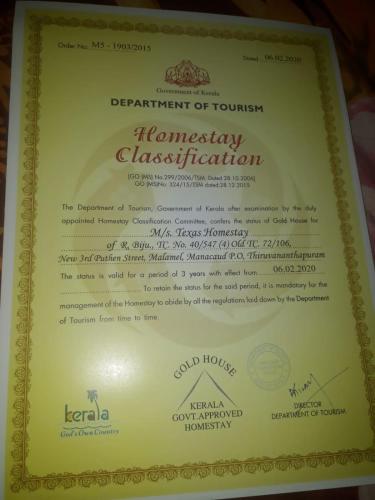 Order No. M5 - 1903/2015
Dated : 06.02.2020
Government of Kerala
DEPARTMENT OF TOURISM
Homestay
Classification
[GO (MS) No.299/2006/TSM. Dated 28.10.2006]
GO (MS)No: 324/15/TSM dated:28.12.2015
The Department of Tourism, Government of Kerala after examination by the duly
appointed Homestay Classification Committee, confers the status of Gold House for
M/s. Texas Homestay
of R, Biju., TC. No. 40/547 (4) Old TC. 72/106,
New 3rd Puthen Street, Malamel, Manacaud P.O, Thiruvananthapuram
The status is valid for a period of 3 years with effect from 06.02.2020
To retain the status for the said period, it is mandatory for the
management of the Homestay to abide by all the regulations laid down by the Department
of Tourism from time to time.
GOLD HOUSE
KERALA
GOVT.APPROVED
HOMESTAY
kerala
God's Own Country
DIRECTOR
DEPARTMENT OF TOURISM